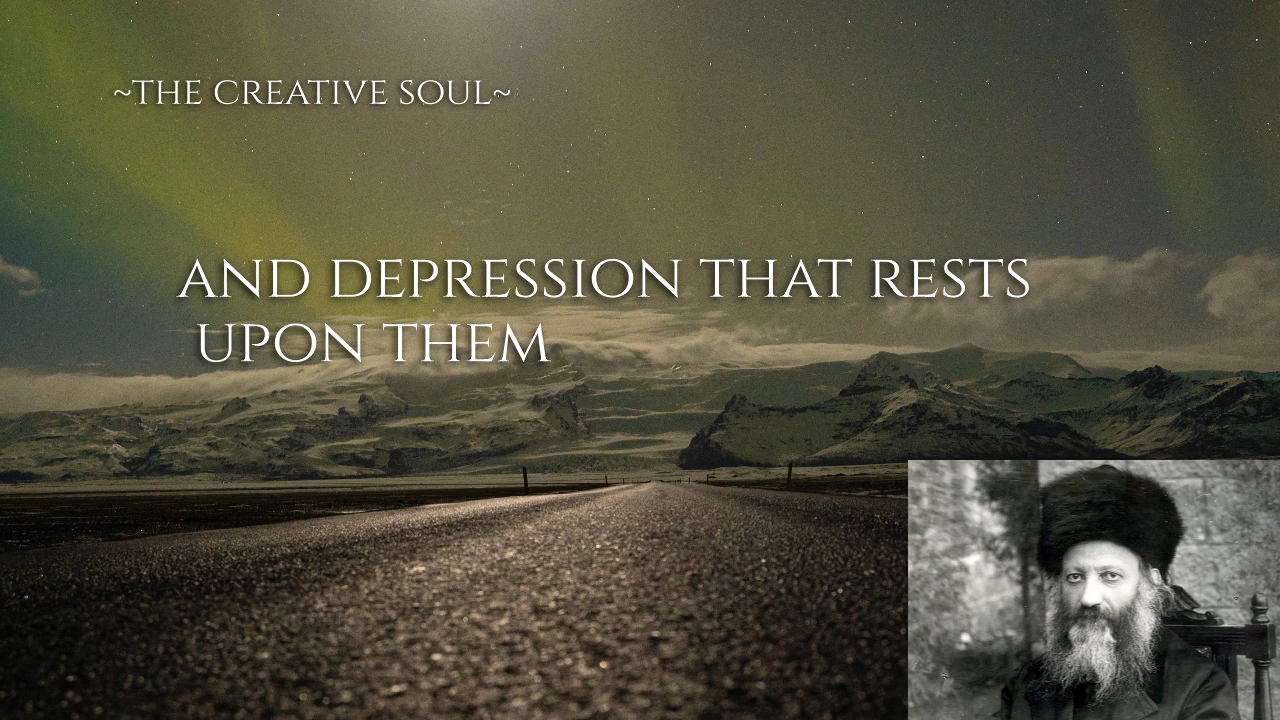 ~THE CREATIVE SOUL~
AND DEPRESSION THAT RESTS
UPON THEM